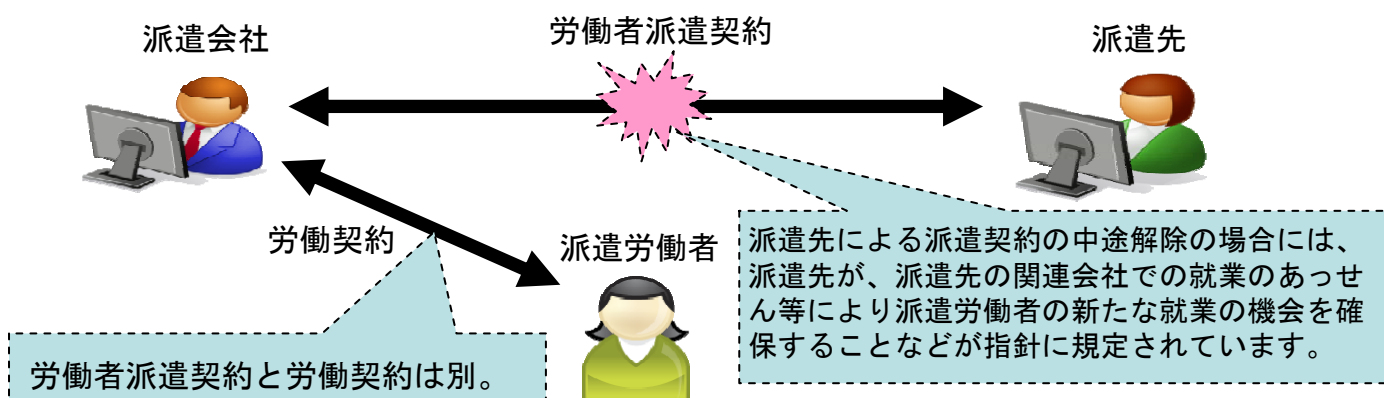 派遣会社
労働者派遣契約
派遣先
労働契約
派遣労働者
派遣先による派遣契約の中途解除の場合には、
派遣先が、派遣先の関連会社での就業のあっせ
ん等により派遣労働者の新たな就業の機会を確
保することなどが指針に規定されています。
労働者派遣契約と労働契約は別。